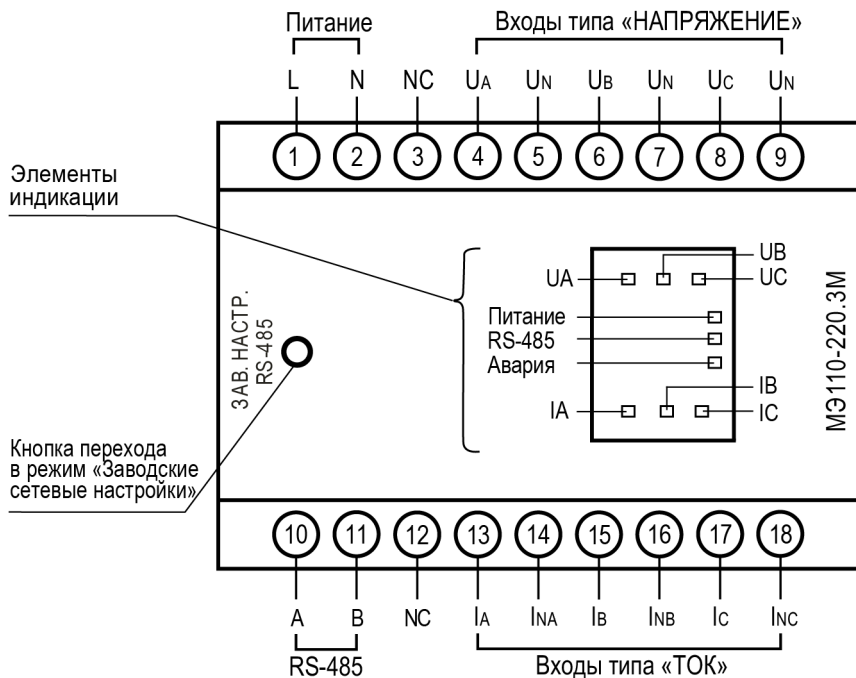 Питание
Входы типа «НАПРЯЖЕНИЕ»
L N NC UA UN UB UN UC UN
1 2 3 4 5 6 7 8 9
Элементы
индикации
UB
UA
UC
Питание
RS-485
Авария
IB
IA
IC
ЗАВ. НАСТР.
RS-485
МЭ110-220.3М
Кнопка перехода
в режим «Заводские
сетевые настройки»
10 11 12 13 14 15 16 17 18
A B NC IA INA IB INB IC INC
RS-485
Входы типа «ТОК»